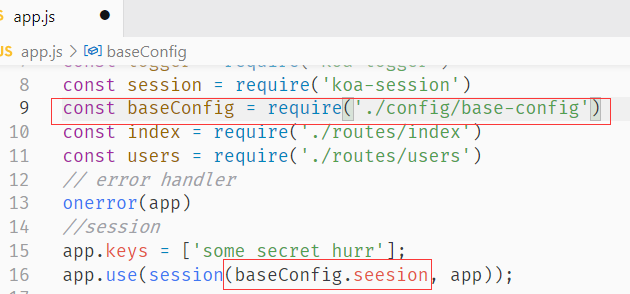 JS app.js ●
JS app.js > baseConfig
const logger = require('koa-logger')
8 const session = require('koa-session')
9 const baseConfig = require('./config/base-config')
10 const index = require('./routes/index')
11 const users = require('./routes/users')
12 // error handler
13 onerror(app)
14 //session
15 app.keys = ['some secret hurr'];
16 app.use(session(baseConfig.seesion, app));
17